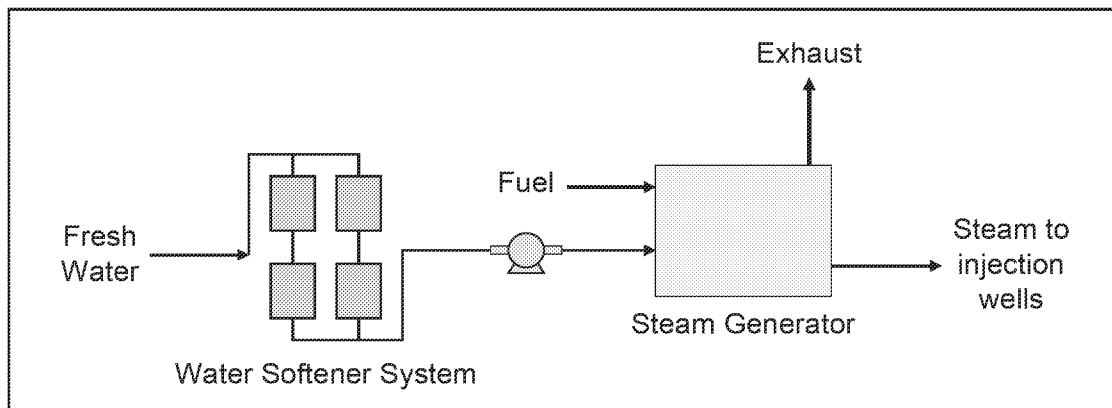 Exhaust
Fuel
Fresh
Water
Steam to
injection
wells
Steam Generator
Water Softener System